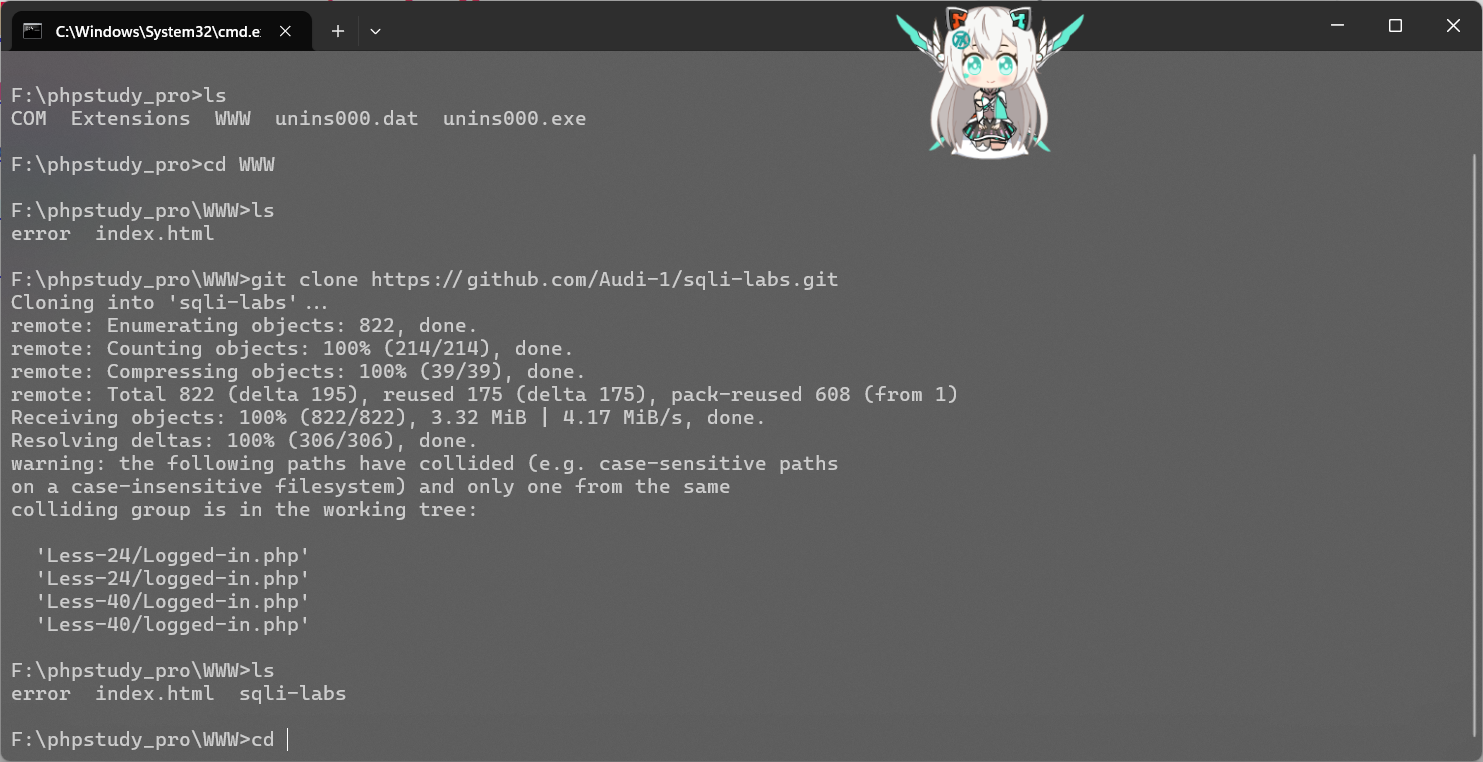 C:\Windows\System32\cmd.e
F:\phpstudy_pro>ls
COM  Extensions  WWW  unins000.dat  unins000.exe
F:\phpstudy_pro>cd WWW
F:\phpstudy_pro\WWW>ls
error  index.html
F:\phpstudy_pro\WWW>git clone https://github.com/Audi-1/sqli-labs.git
Cloning into 'sqli-labs'...
remote: Enumerating objects: 822, done.
remote: Counting objects: 100% (214/214), done.
remote: Compressing objects: 100% (39/39), done.
remote: Total 822 (delta 195), reused 175 (delta 175), pack-reused 608 (from 1)
Receiving objects: 100% (822/822), 3.32 MiB | 4.17 MiB/s, done.
Resolving deltas: 100% (306/306), done.
warning: the following paths have collided (e.g. case-sensitive paths
on a case-insensitive filesystem) and only one from the same
colliding group is in the working tree:
  'Less-24/Logged-in.php'
  'Less-24/logged-in.php'
  'Less-40/Logged-in.php'
  'Less-40/logged-in.php'
F:\phpstudy_pro\WWW>ls
error  index.html  sqli-labs
F:\phpstudy_pro\WWW>cd